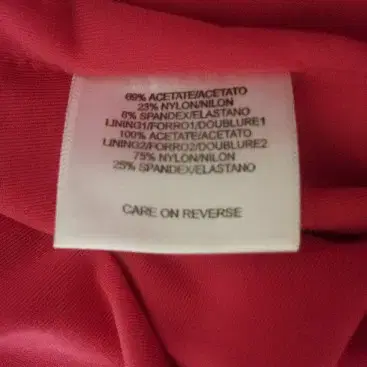 69% ACETATE/ACETATO
23% NYLON/NILON
8% SPANDEX/ELASTANO
LINING1/FORRO1/DOUBLURE1
100% ACETATE/ACETATO
LINING2/FORRO2/DOUBLURE2
75% NYLON/NILON
25% SPANDEX/ELASTANO
CARE ON REVERSE